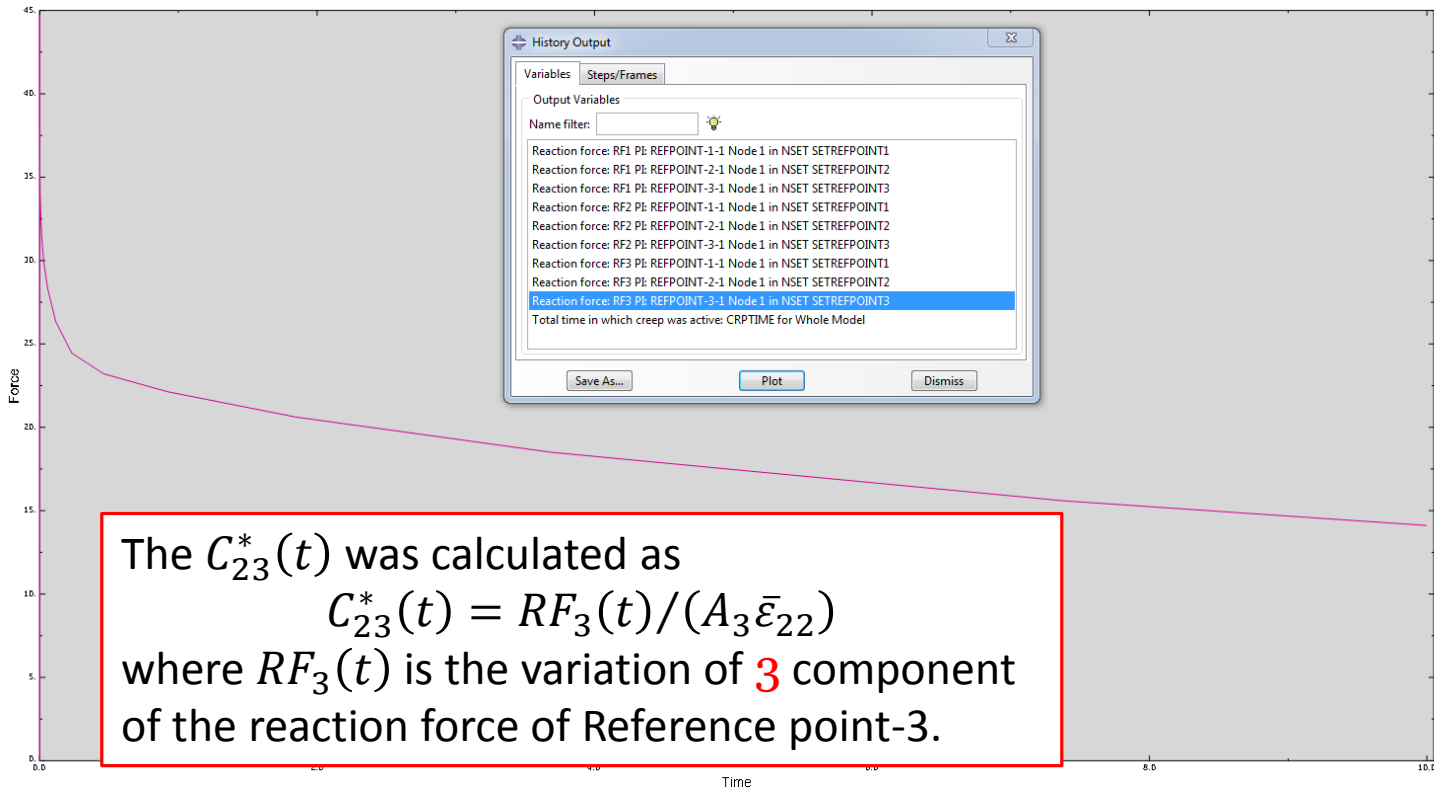 45.
40.
35.
30.
25.
20.
15.
10.
5.
0.
Force
History Output
Variables Steps/Frames
Output Variables
Name filter:
Reaction force: RF1 PI: REFPOINT-1-1 Node 1 in NSET SETREFPOINT1
Reaction force: RF1 PI: REFPOINT-2-1 Node 1 in NSET SETREFPOINT2
Reaction force: RF1 PI: REFPOINT-3-1 Node 1 in NSET SETREFPOINT3
Reaction force: RF2 PI: REFPOINT-1-1 Node 1 in NSET SETREFPOINT1
Reaction force: RF2 PI: REFPOINT-2-1 Node 1 in NSET SETREFPOINT2
Reaction force: RF2 PI: REFPOINT-3-1 Node 1 in NSET SETREFPOINT3
Reaction force: RF3 PI: REFPOINT-1-1 Node 1 in NSET SETREFPOINT1
Reaction force: RF3 PI: REFPOINT-2-1 Node 1 in NSET SETREFPOINT2
Reaction force: RF3 PI: REFPOINT-3-1 Node 1 in NSET SETREFPOINT3
Total time in which creep was active: CRPTIME for Whole Model
Save As... Plot Dismiss
The $C_{23}^{*}(t)$ was calculated as
$C_{23}^{*}(t) = RF_3(t)/(A_3\bar{\varepsilon}_{22})$
where $RF_3(t)$ is the variation of 3 component
of the reaction force of Reference point-3.
0.0 8.0 10.0
Time